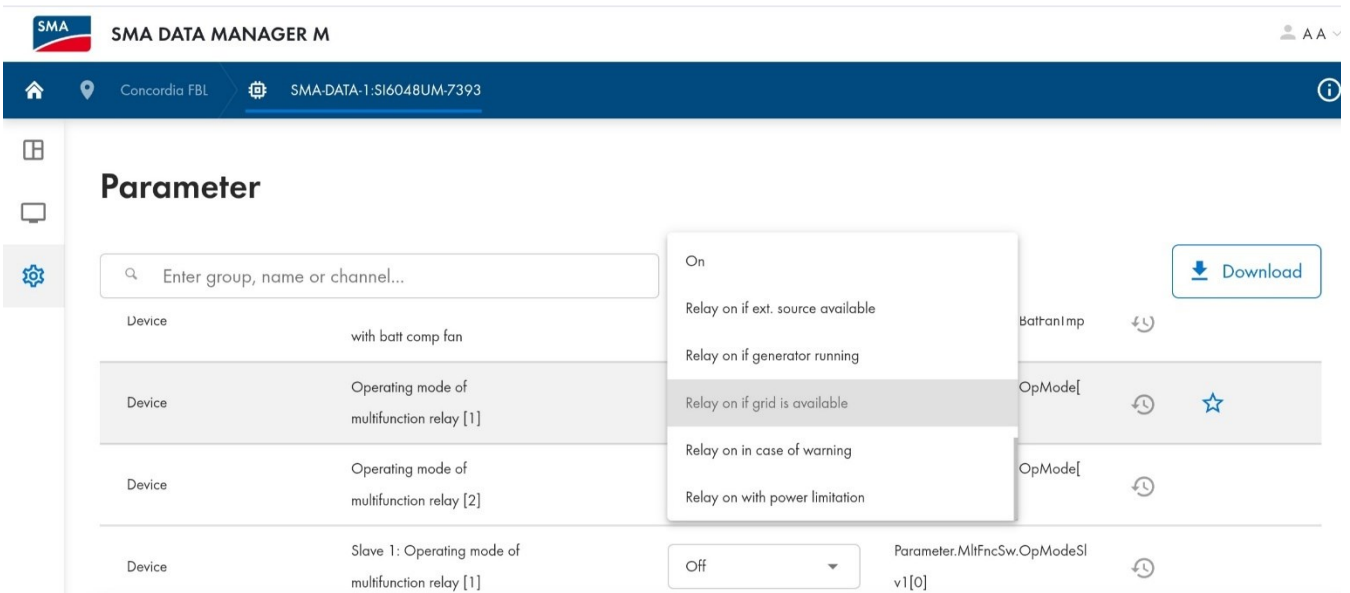 SMA
SMA DATA MANAGER M
A A
Concordia FBL
SMA-DATA-1:SI6048UM-7393
Parameter
Enter group, name or channel...
Download
Device
with batt comp fan
BatFanTmp
Device
Operating mode of
multifunction relay [1]
OpMode[
Device
Operating mode of
multifunction relay [2]
OpMode[
On
Relay on if ext. source available
Relay on if generator running
Relay on if grid is available
Relay on in case of warning
Relay on with power limitation
Device
Slave 1: Operating mode of
multifunction relay [1]
Off
Parameter.MltFncSw.OpModeSl
v1[0]